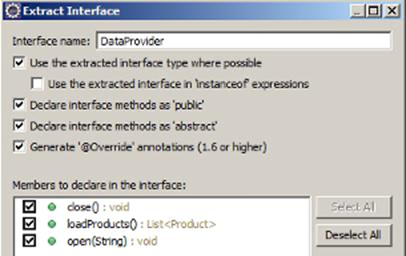 Extract Interface
Interface name: DataProvider
Use the extracted interface type where possible
Use the extracted interface in 'instanceof' expressions
Declare interface methods as 'public'
Declare interface methods as 'abstract'
Generate '@Override' annotations (1.6 or higher)
Members to declare in the interface:
close() : void
Select All
loadProducts() : List<Product>
open(String) : void
Deselect All